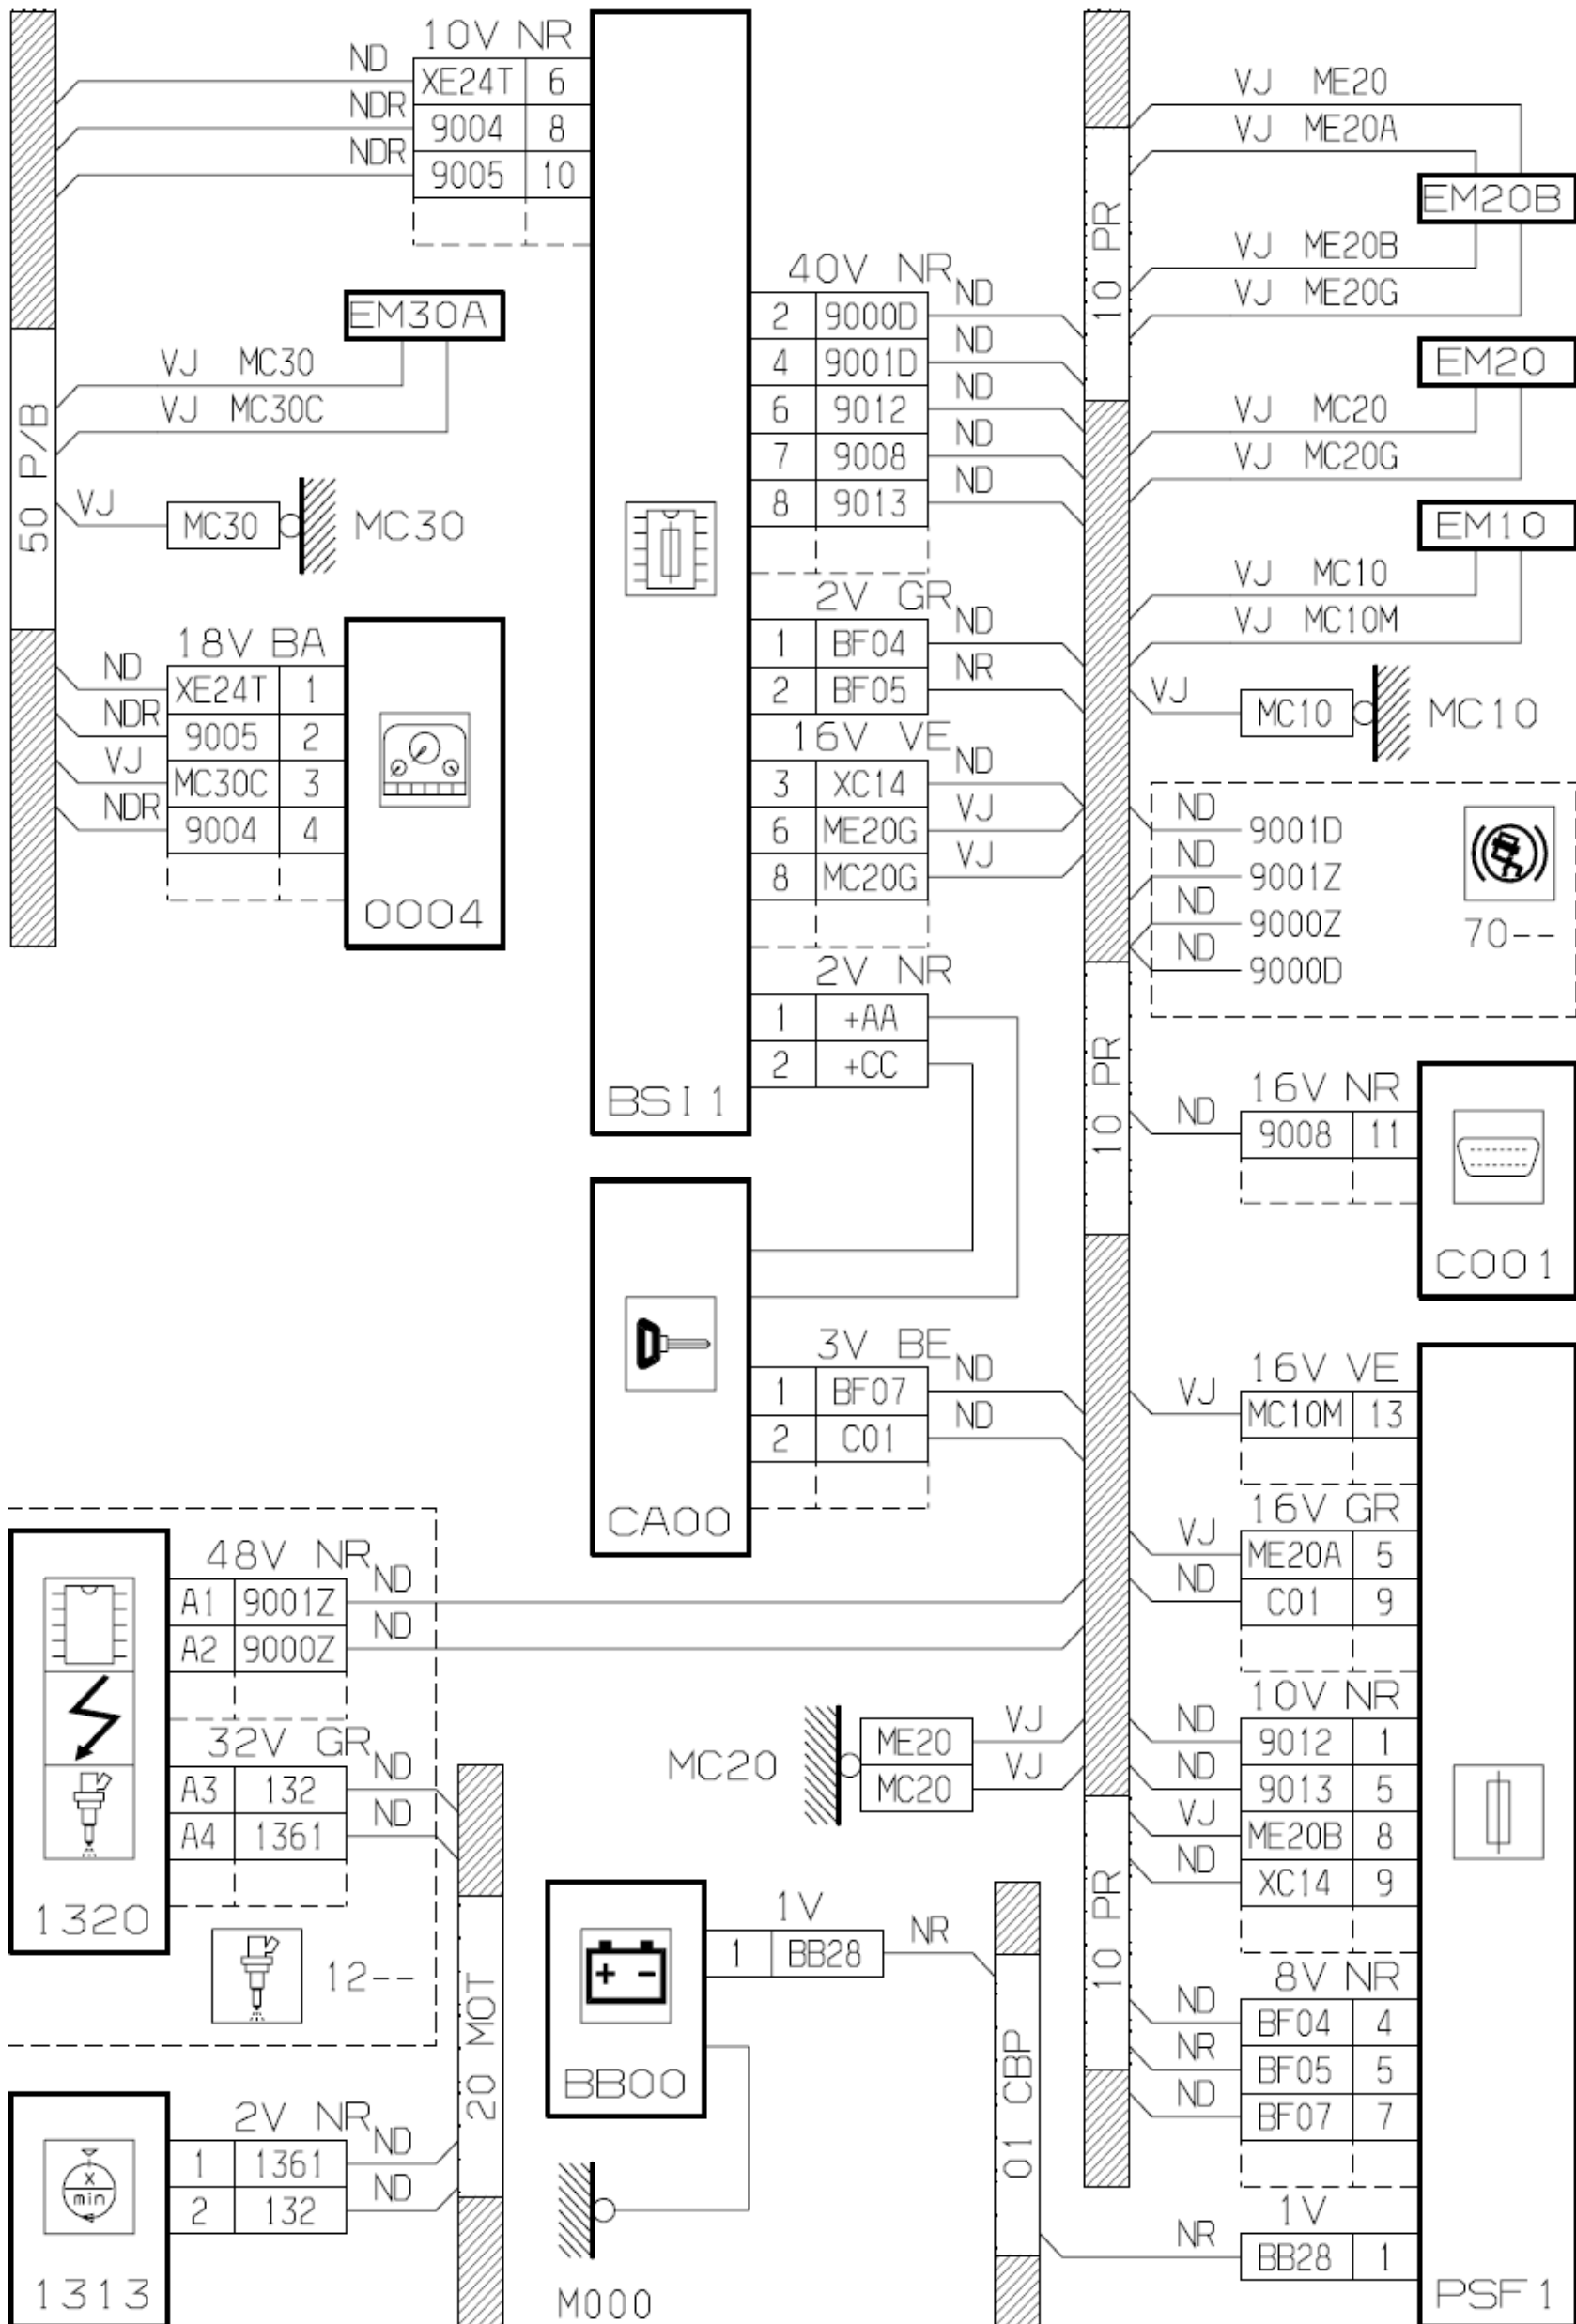 10V NR
ND XE24T 6
NDR 9004 8
NDR 9005 10
EM30A
VJ MC30
VJ MC30C
50 P/B
VJ MC30 MC30
18V BA
ND XE24T 1
NDR 9005 2
VJ MC30C 3
NDR 9004 4
0004
40V NR
2 9000D ND
4 9001D ND
6 9012 ND
7 9008 ND
8 9013 ND
2V GR
1 BF04 ND
2 BF05 NR
16V VE
3 XC14 ND
6 ME20G VJ
8 MC20G VJ
2V NR
1 +AA
2 +CC
BSI1
3V BE
1 BF07 ND
2 C01 ND
CA00
10 PR
VJ ME20
VJ ME20A
EM20B
VJ ME20B
VJ ME20G
EM20
VJ MC20
VJ MC20G
EM10
VJ MC10
VJ MC10M
VJ MC10 MC10
ND 9001D
ND 9001Z
ND 9000Z
ND 9000D
70--
10 PR
16V NR
ND 9008 11
C001
16V VE
VJ MC10M 13
16V GR
VJ ME20A 5
ND C01 9
10V NR
ND 9012 1
ND 9013 5
VJ ME20B 8
ND XC14 9
10 PR
8V NR
ND BF04 4
NR BF05 5
ND BF07 7
1V
NR BB28 1
PSF1
48V NR
A1 9001Z ND
A2 9000Z ND
32V GR
A3 132 ND
A4 1361 ND
1320
12--
20 MOT
2V NR
1 1361 ND
2 132 ND
x
min
1313
MC20
ME20 VJ
MC20 VJ
1V
1 BB28 NR
+ -
BB00
01 CBP
M000